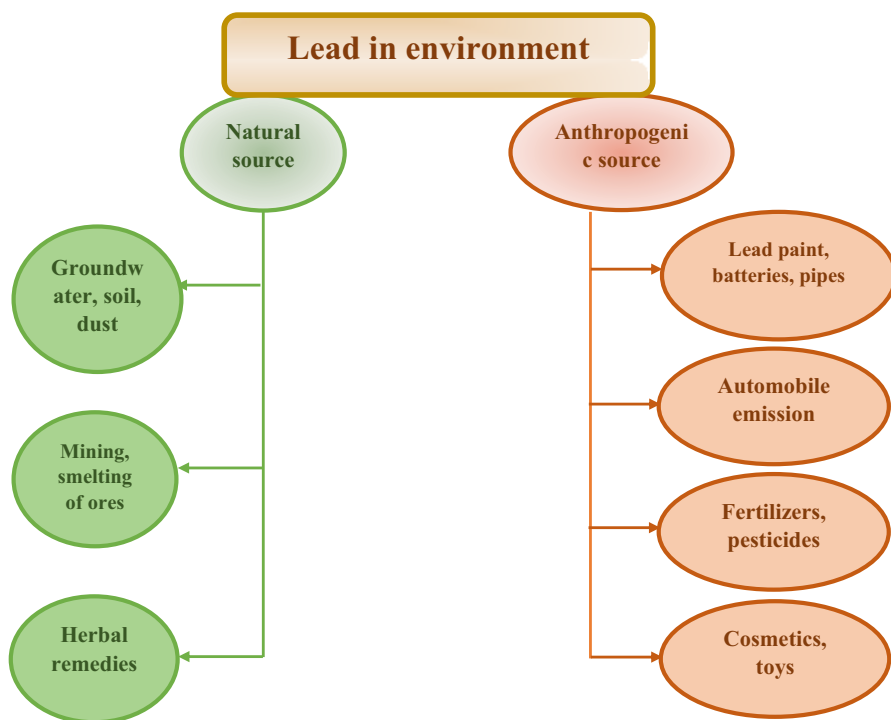 Lead in environment
Natural
source
Anthropogeni
c source
Groundw
ater, soil,
dust
Mining,
smelting
of ores
Herbal
remedies
Lead paint,
batteries, pipes
Automobile
emission
Fertilizers,
pesticides
Cosmetics,
toys